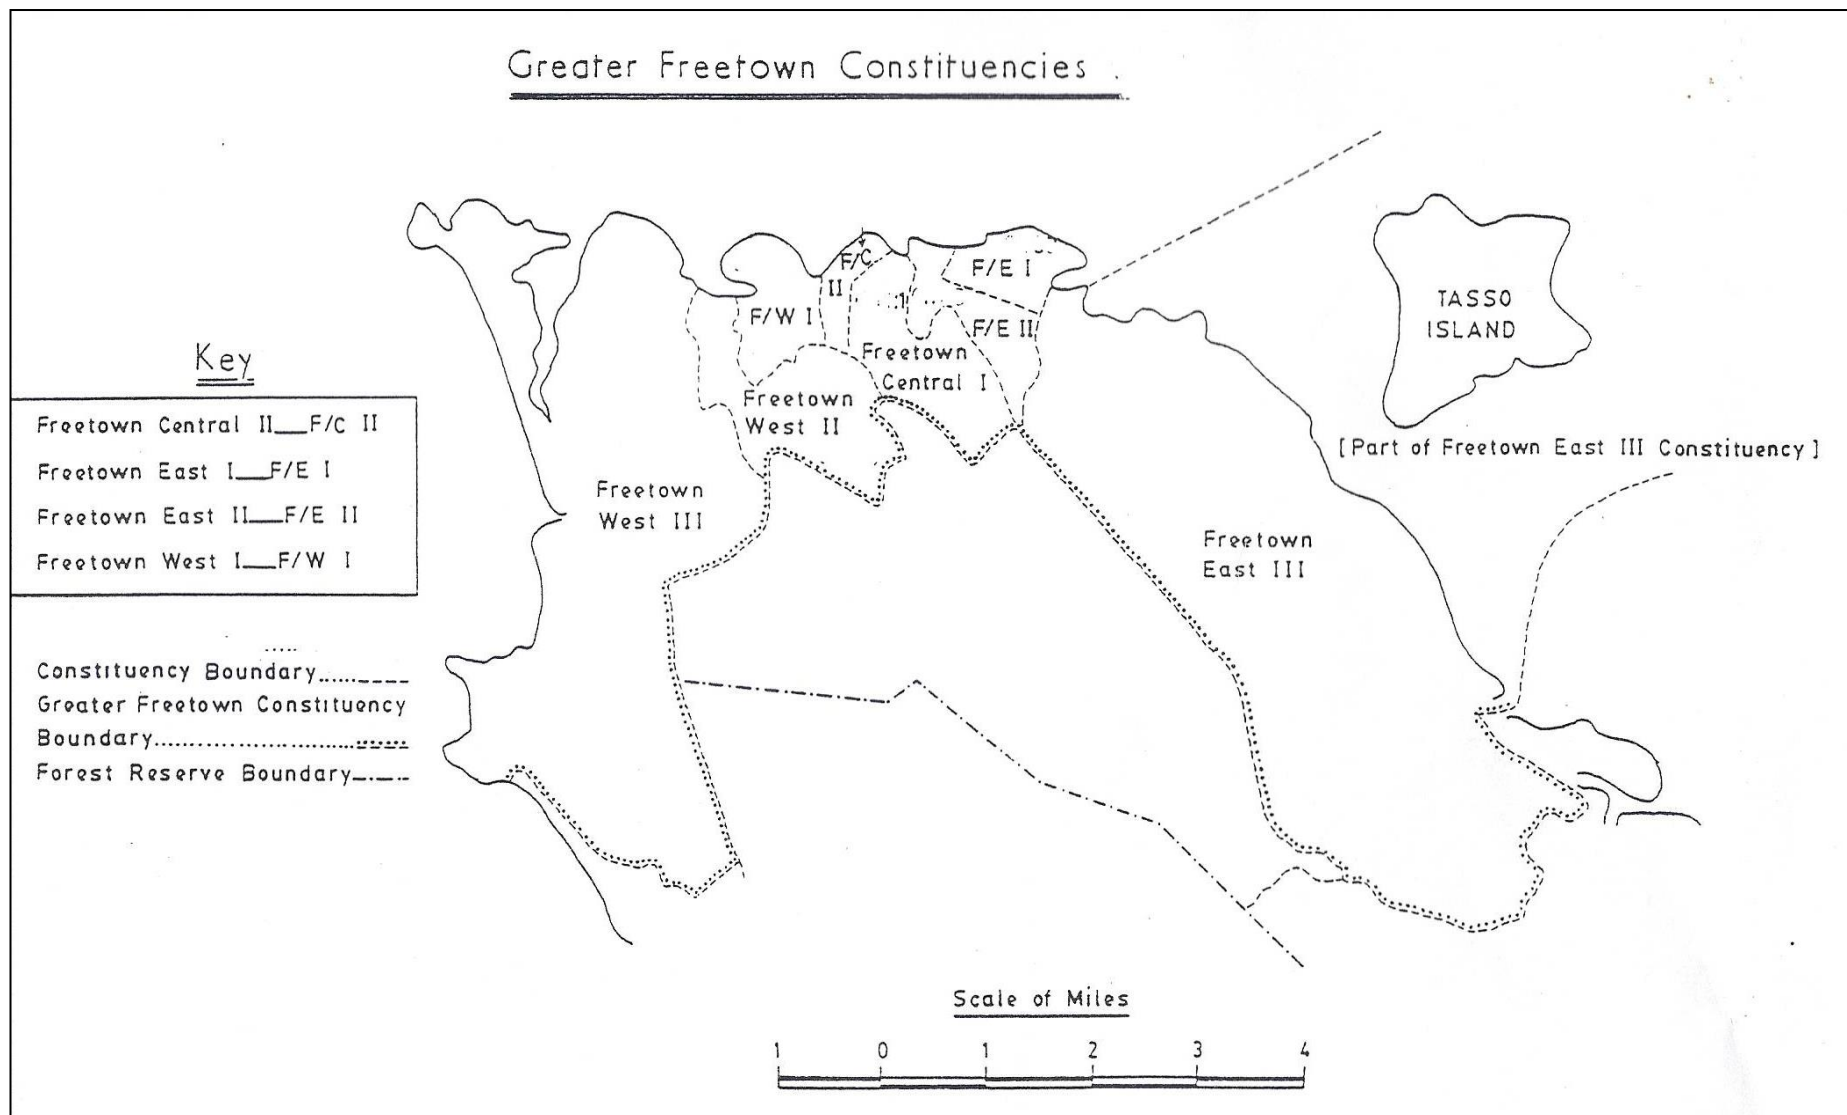 Greater Freetown Constituencies
F/C
II
F/E I
F/W I
F/E II
Freetown
Central I
Freetown
West II
Freetown
West III
Freetown
East III
TASSO
ISLAND
[Part of Freetown East III Constituency]
Key
Freetown Central II__F/C II
Freetown East I__F/E I
Freetown East II__F/E II
Freetown West I__F/W I
Constituency Boundary
Greater Freetown Constituency
Boundary
Forest Reserve Boundary
Scale of Miles
1 0 1 2 3 4